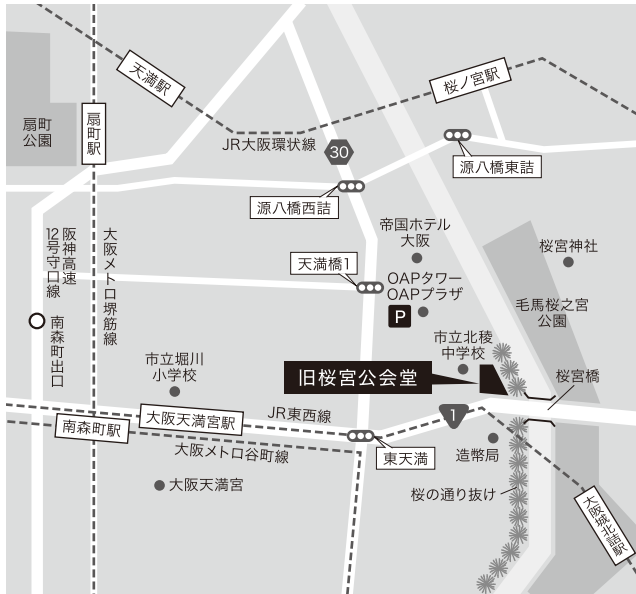 天満駅
桜ノ宮駅
扇町
公園
扇町駅
JR大阪環状線
30
源八橋東詰
源八橋西詰
帝国ホテル
大阪
桜宮神社
阪神高速
12号守口線
大阪メトロ堺筋線
天満橋1
OAPタワー
OAPプラザ
P
毛馬桜之宮
公園
南森町出口
市立北稜
中学校
市立堀川
小学校
旧桜宮公会堂
桜宮橋
JR東西線
大阪天満宮駅
1
南森町駅
大阪メトロ谷町線
東天満
造幣局
大阪天満宮
桜の通り抜け
大阪城北詰駅